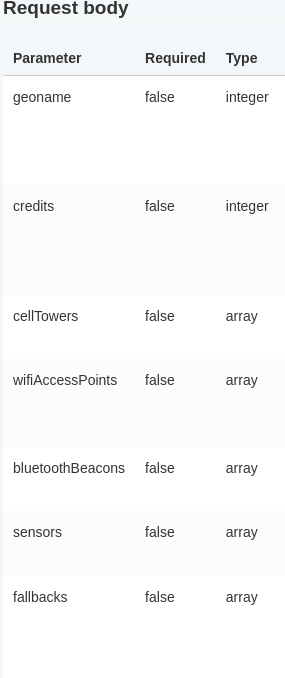 Request body
Parameter Required Type
geoname false integer
credits false integer
cellTowers false array
wifiAccessPoints false array
bluetoothBeacons false array
sensors false array
fallbacks false array